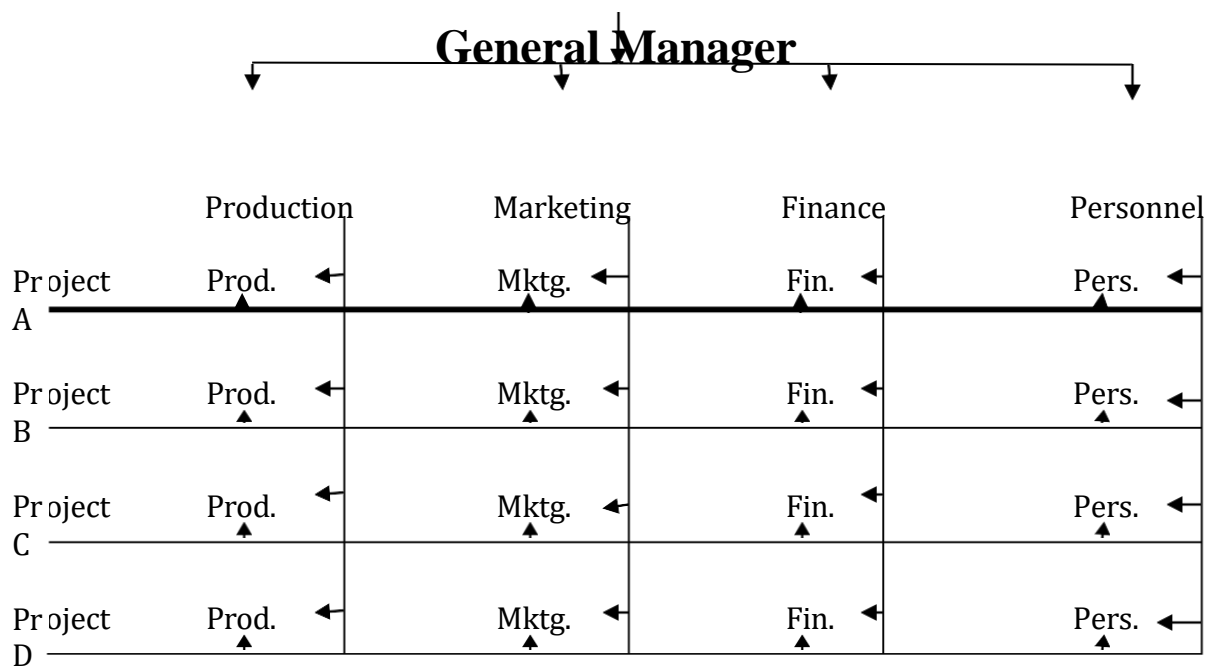 General Manager
Production Marketing Finance Personnel
Project Prod. Mktg. Fin. Pers.
A
Project Prod. Mktg. Fin. Pers.
B
Project Prod. Mktg. Fin. Pers.
C
Project Prod. Mktg. Fin. Pers.
D